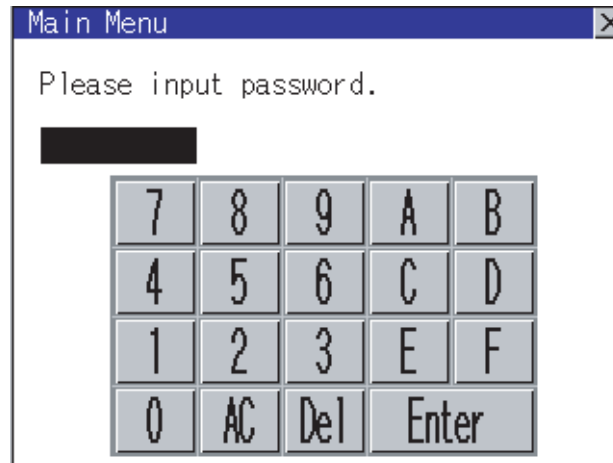 Main Menu ×
Please input password.
7 8 9 A B
4 5 6 C D
1 2 3 E F
0 AC Del Enter